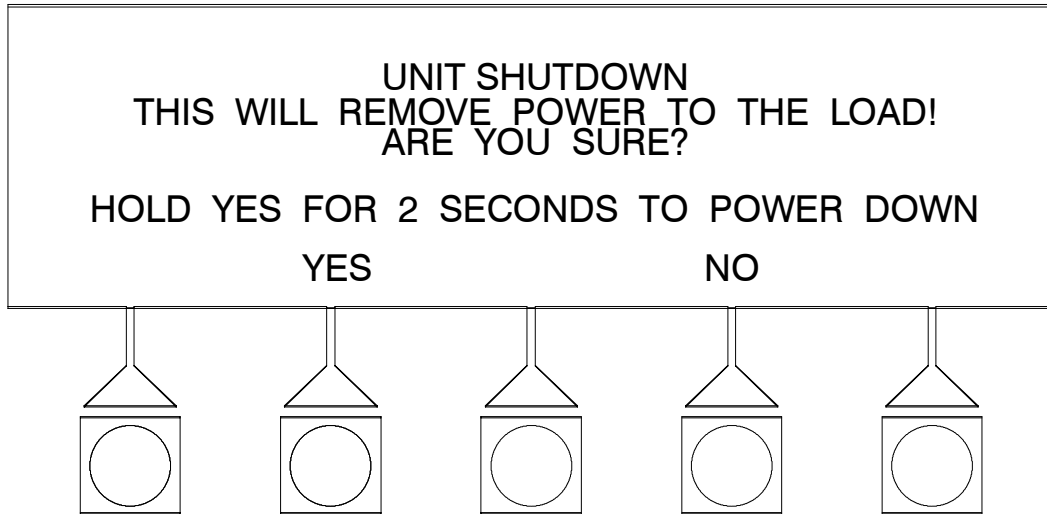 UNIT SHUTDOWN
THIS WILL REMOVE POWER TO THE LOAD!
ARE YOU SURE?
HOLD YES FOR 2 SECONDS TO POWER DOWN
YES NO